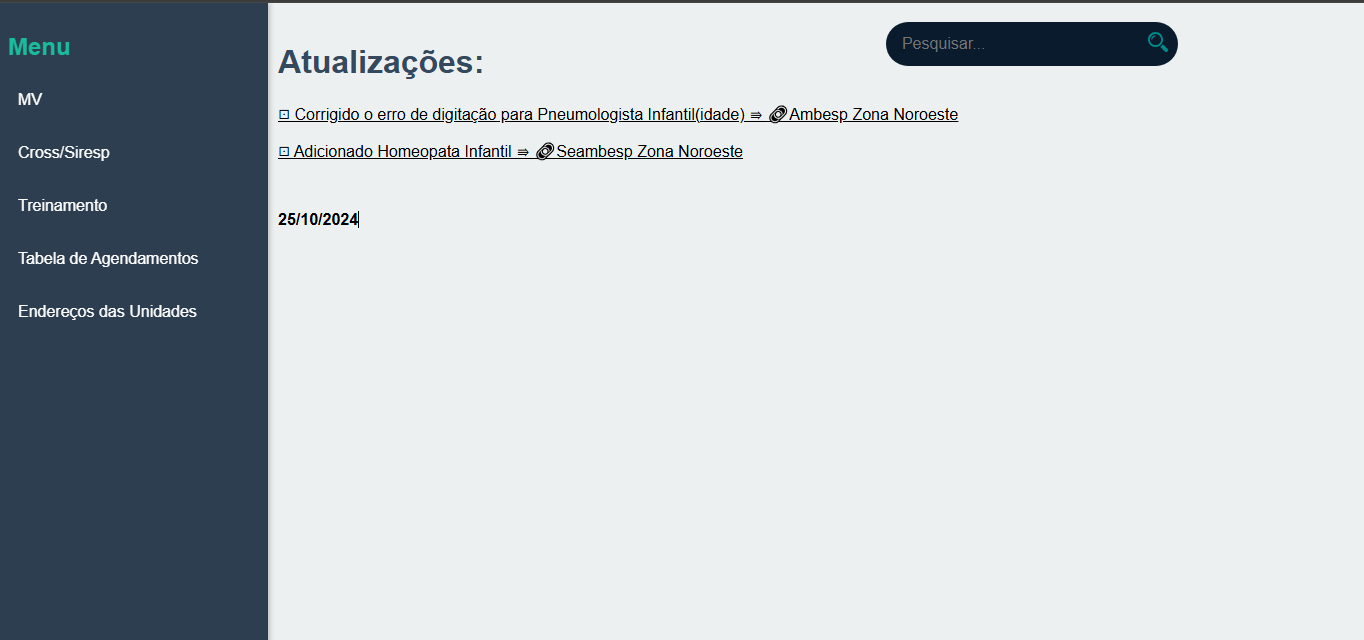 Menu
MV
Cross/Siresp
Treinamento
Tabela de Agendamentos
Endereços das Unidades
Pesquisar...
Atualizações:
⊡ Corrigido o erro de digitação para Pneumologista Infantil(idade) ⇛ 🔗Ambesp Zona Noroeste
⊡ Adicionado Homeopata Infantil ⇛ 🔗Seambesp Zona Noroeste
25/10/2024